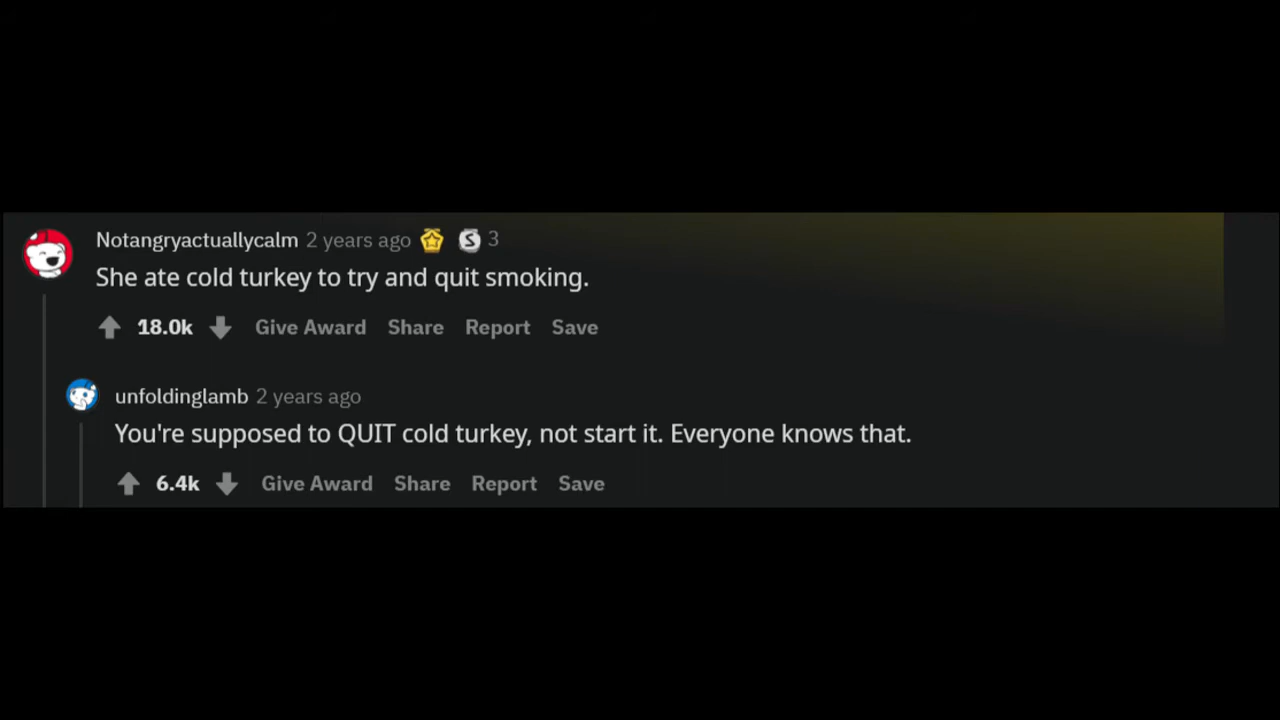 Notangryactuallycalm 2 years ago S 3
She ate cold turkey to try and quit smoking.
18.0k Give Award Share Report Save
unfoldinglamb 2 years ago
You're supposed to QUIT cold turkey, not start it. Everyone knows that.
6.4k Give Award Share Report Save